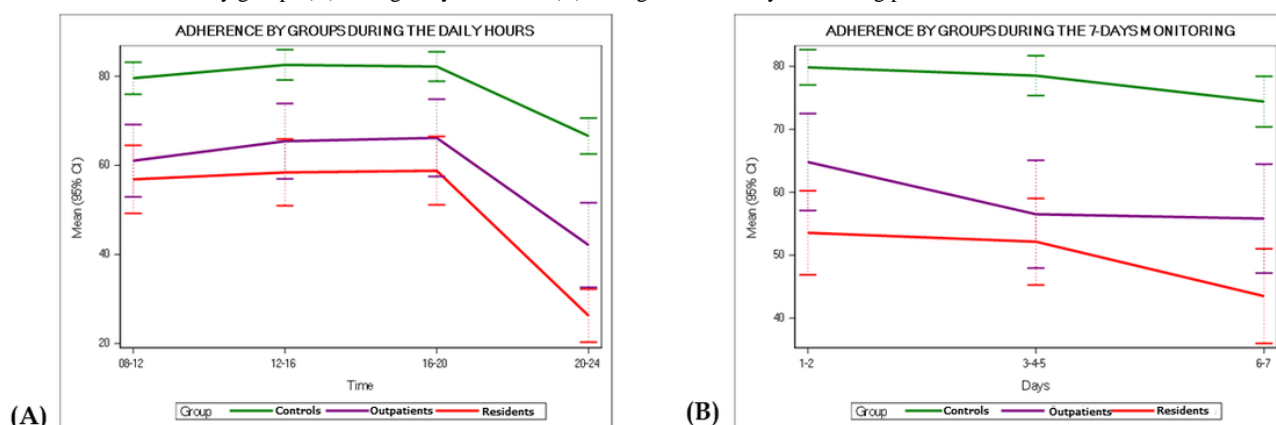 ADHERENCE BY GROUPS DURING THE DAILY HOURS
80
60
40
20
Mean (95% CI)
08-12 12-16 16-20 20-24
Time
Group Controls Outpatients Residents
(A)
ADHERENCE BY GROUPS DURING THE 7-DAYS MONITORING
80
70
60
50
40
Mean (95% CI)
1-2 3-4-5 6-7
Days
Group Controls Outpatients Residents
(B)